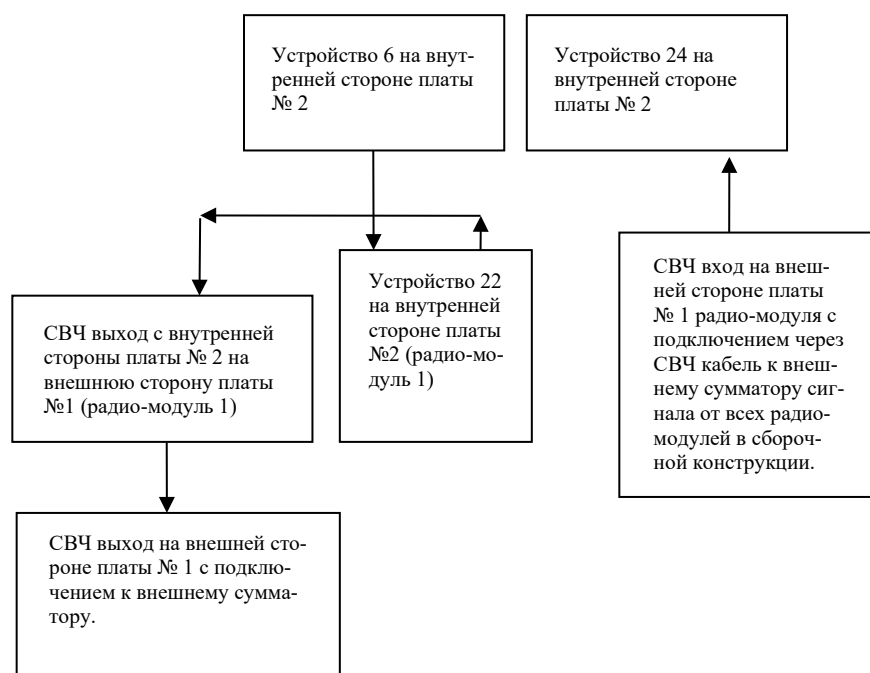 Устройство 6 на внут-
ренней стороне платы
№ 2
Устройство 24 на
внутренней стороне
платы № 2
Устройство 22
на внутренней
стороне платы
№2 (радио-мо-
дуль 1)
СВЧ вход на внеш-
ней стороне платы
№ 1 радио-модуля с
подключением через
СВЧ кабель к внеш-
нему сумматору сиг-
нала от всех радио-
модулей в сбороч-
ной конструкции.
СВЧ выход с внутренней
стороны платы № 2 на
внешнюю сторону платы
№1 (радио-модуль 1)
СВЧ выход на внешней сто-
роне платы № 1 с подклю-
чением к внешнему сумма-
тору.